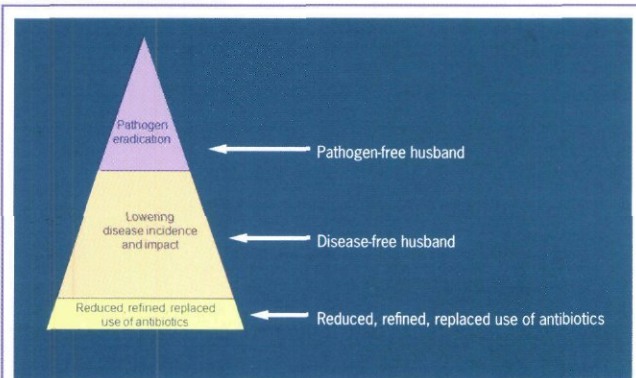 Pathogen
eradication
Pathogen-free husband
Lowering
disease incidence
and impact
Disease-free husband
Reduced, refined, replaced
use of antibiotics
Reduced, refined, replaced use of antibiotics